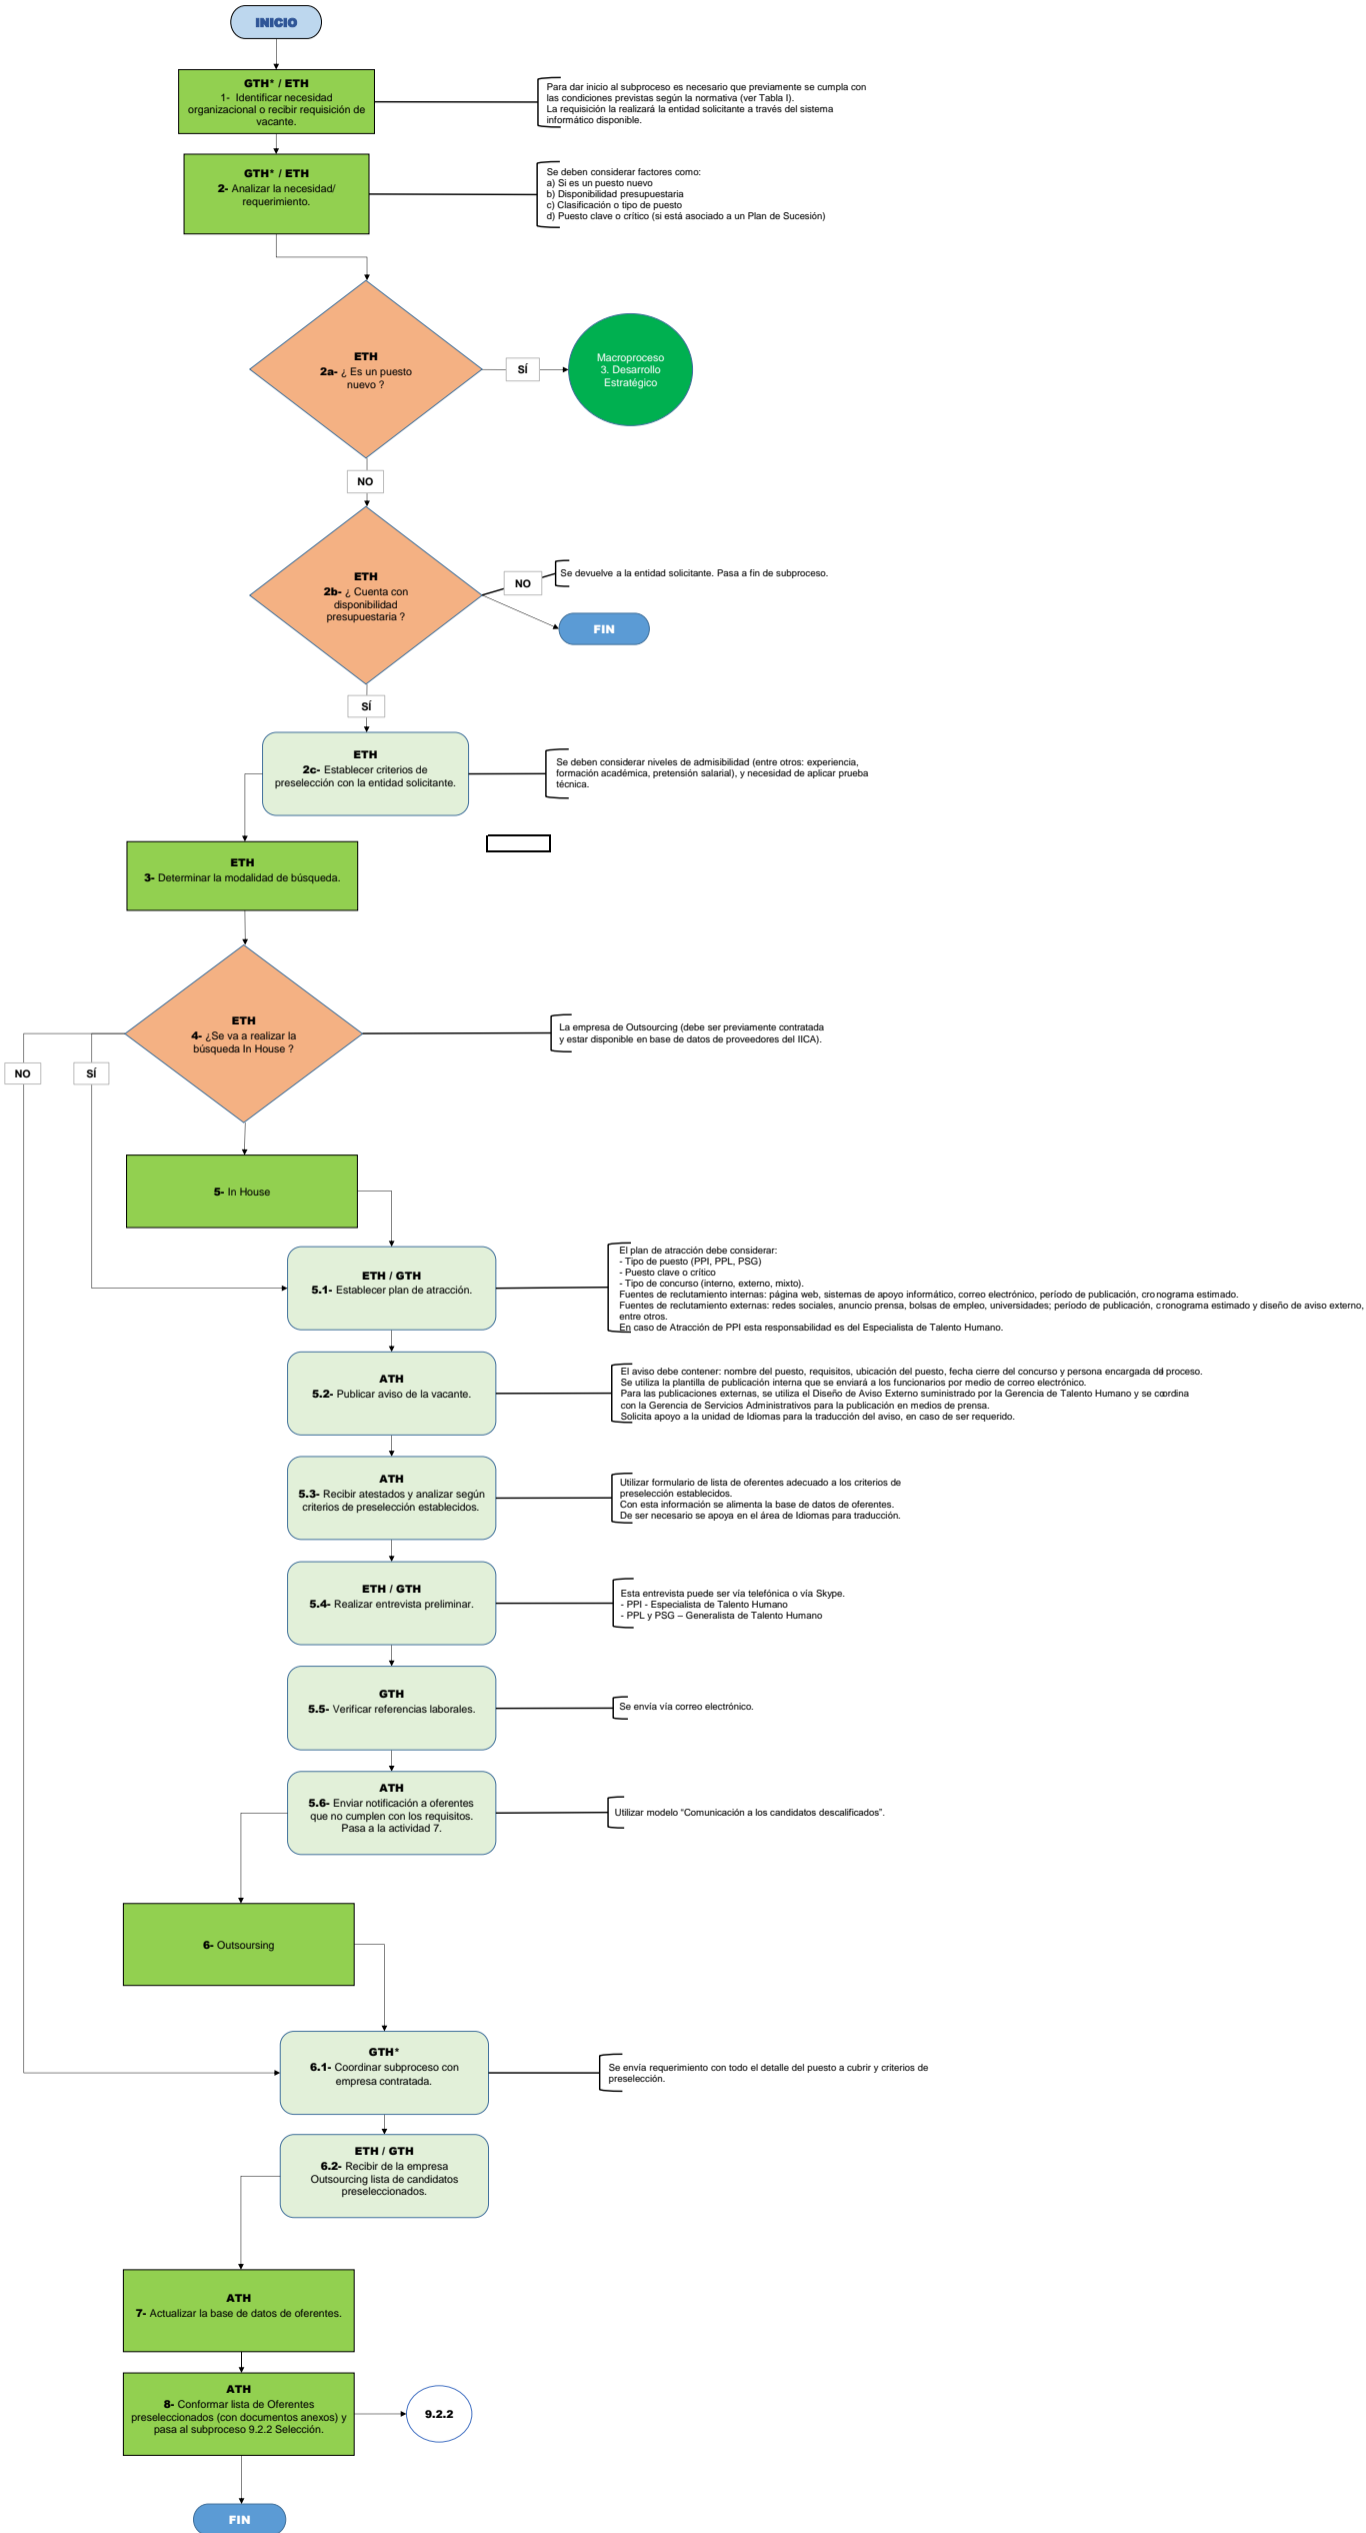 INICIO
GTH* / ETH
1- Identificar necesidad
organizacional o recibir requisición de
vacante.
Para dar inicio al subproceso es necesario que previamente se cumpla con
las condiciones previstas según la normativa (ver Tabla I).
La requisición la realizará la entidad solicitante a través del sistema
informático disponible.
GTH* / ETH
2- Analizar la necesidad/
requerimiento.
Se deben considerar factores como:
a) Si es un puesto nuevo
b) Disponibilidad presupuestaria
c) Clasificación o tipo de puesto
d) Puesto clave o crítico (si está asociado a un Plan de Sucesión)
ETH
2a- ¿ Es un puesto
nuevo ?
SÍ
Macroproceso
3. Desarrollo
Estratégico
NO
ETH
2b- ¿ Cuenta con
disponibilidad
presupuestaria ?
NO
Se devuelve a la entidad solicitante. Pasa a fin de subproceso.
FIN
SÍ
ETH
2c- Establecer criterios de
preselección con la entidad solicitante.
Se deben considerar niveles de admisibilidad (entre otros: experiencia,
formación académica, pretensión salarial), y necesidad de aplicar prueba
técnica.
ETH
3- Determinar la modalidad de búsqueda.
ETH
4- ¿Se va a realizar la
búsqueda In House ?
La empresa de Outsourcing (debe ser previamente contratada
y estar disponible en base de datos de proveedores del IICA).
NO
SÍ
5- In House
ETH / GTH
5.1- Establecer plan de atracción.
El plan de atracción debe considerar:
- Tipo de puesto (PPI, PPL, PSG)
- Puesto clave o crítico
- Tipo de concurso (interno, externo, mixto).
Fuentes de reclutamiento internas: página web, sistemas de apoyo informático, correo electrónico, período de publicación, cronograma estimado.
Fuentes de reclutamiento externas: redes sociales, anuncio prensa, bolsas de empleo, universidades; período de publicación, cronograma estimado y diseño de aviso externo,
entre otros.
En caso de Atracción de PPI esta responsabilidad es del Especialista de Talento Humano.
ATH
5.2- Publicar aviso de la vacante.
El aviso debe contener: nombre del puesto, requisitos, ubicación del puesto, fecha cierre del concurso y persona encargada del proceso.
Se utiliza la plantilla de publicación interna que se enviará a los funcionarios por medio de correo electrónico.
Para las publicaciones externas, se utiliza el Diseño de Aviso Externo suministrado por la Gerencia de Talento Humano y se coordina
con la Gerencia de Servicios Administrativos para la publicación en medios de prensa.
Solicita apoyo a la unidad de Idiomas para la traducción del aviso, en caso de ser requerido.
ATH
5.3- Recibir atestados y analizar según
criterios de preselección establecidos.
Utilizar formulario de lista de oferentes adecuado a los criterios de
preselección establecidos.
Con esta información se alimenta la base de datos de oferentes.
De ser necesario se apoya en el área de Idiomas para traducción.
ETH / GTH
5.4- Realizar entrevista preliminar.
Esta entrevista puede ser vía telefónica o vía Skype.
- PPI - Especialista de Talento Humano
- PPL y PSG – Generalista de Talento Humano
GTH
5.5- Verificar referencias laborales.
Se envía vía correo electrónico.
ATH
5.6- Enviar notificación a oferentes
que no cumplen con los requisitos.
Pasa a la actividad 7.
Utilizar modelo “Comunicación a los candidatos descalificados”.
6- Outsoursing
GTH*
6.1- Coordinar subproceso con
empresa contratada.
Se envía requerimiento con todo el detalle del puesto a cubrir y criterios de
preselección.
ETH / GTH
6.2- Recibir de la empresa
Outsourcing lista de candidatos
preseleccionados.
ATH
7- Actualizar la base de datos de oferentes.
ATH
8- Conformar lista de Oferentes
preseleccionados (con documentos anexos) y
pasa al subproceso 9.2.2 Selección.
9.2.2
FIN